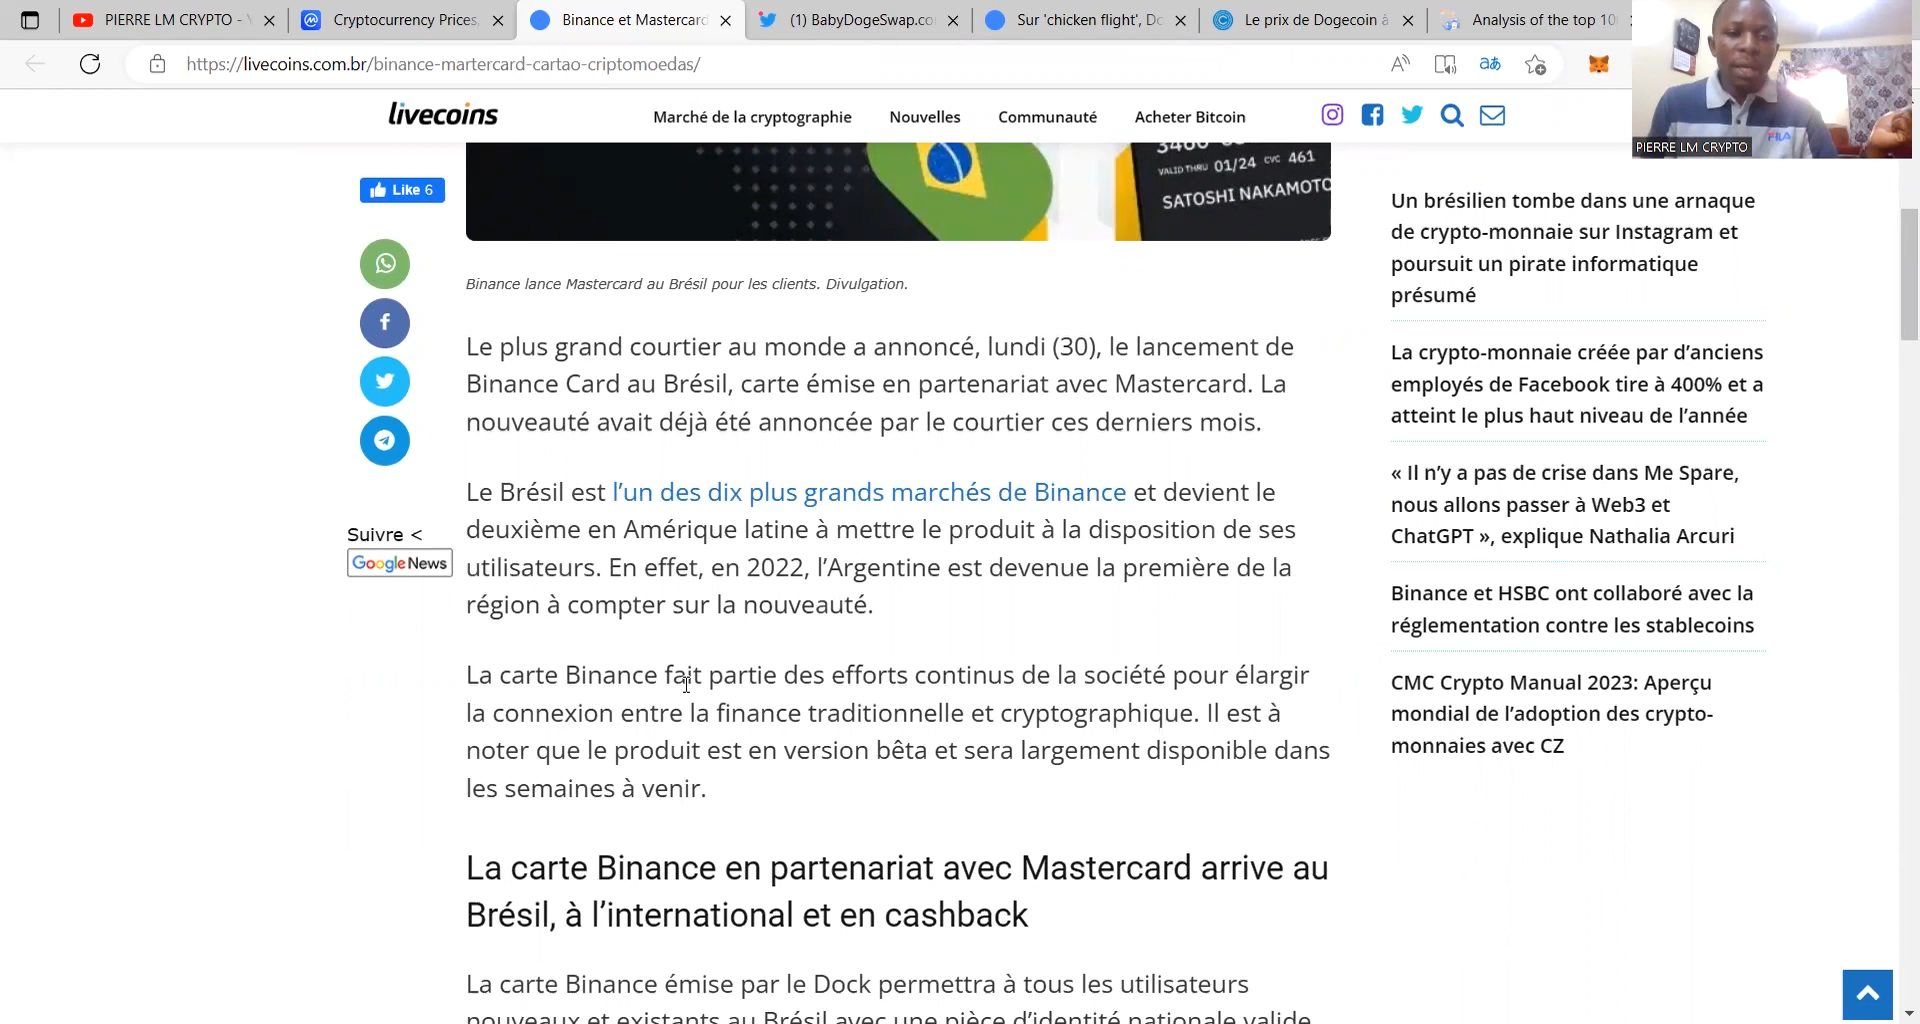 PIERRE LM CRYPTO - Y
Cryptocurrency Prices,
Binance et Mastercard
(1) BabyDogeSwap.co
Sur 'chicken flight', Do
Le prix de Dogecoin à
Analysis of the top 10
https://livecoins.com.br/binance-martercard-cartao-criptomoedas/
livecoins
Marché de la cryptographie
Nouvelles
Communauté
Acheter Bitcoin
FILA
PIERRE LM CRYPTO
VALID THRU 01/24 CVC 461
SATOSHI NAKAMOTO
Like 6
Binance lance Mastercard au Brésil pour les clients. Divulgation.
Le plus grand courtier au monde a annoncé, lundi (30), le lancement de
Binance Card au Brésil, carte émise en partenariat avec Mastercard. La
nouveauté avait déjà été annoncée par le courtier ces derniers mois.
Le Brésil est l’un des dix plus grands marchés de Binance et devient le
deuxième en Amérique latine à mettre le produit à la disposition de ses
utilisateurs. En effet, en 2022, l’Argentine est devenue la première de la
région à compter sur la nouveauté.
Suivre <
Google News
La carte Binance fait partie des efforts continus de la société pour élargir
la connexion entre la finance traditionnelle et cryptographique. Il est à
noter que le produit est en version bêta et sera largement disponible dans
les semaines à venir.
La carte Binance en partenariat avec Mastercard arrive au
Brésil, à l’international et en cashback
La carte Binance émise par le Dock permettra à tous les utilisateurs
nouveaux et existants au Brésil avec une pièce d’identité nationale valide
Un brésilien tombe dans une arnaque
de crypto-monnaie sur Instagram et
poursuit un pirate informatique
présumé
La crypto-monnaie créée par d’anciens
employés de Facebook tire à 400% et a
atteint le plus haut niveau de l’année
« Il n’y a pas de crise dans Me Spare,
nous allons passer à Web3 et
ChatGPT », explique Nathalia Arcuri
Binance et HSBC ont collaboré avec la
réglementation contre les stablecoins
CMC Crypto Manual 2023: Aperçu
mondial de l’adoption des crypto-
monnaies avec CZ